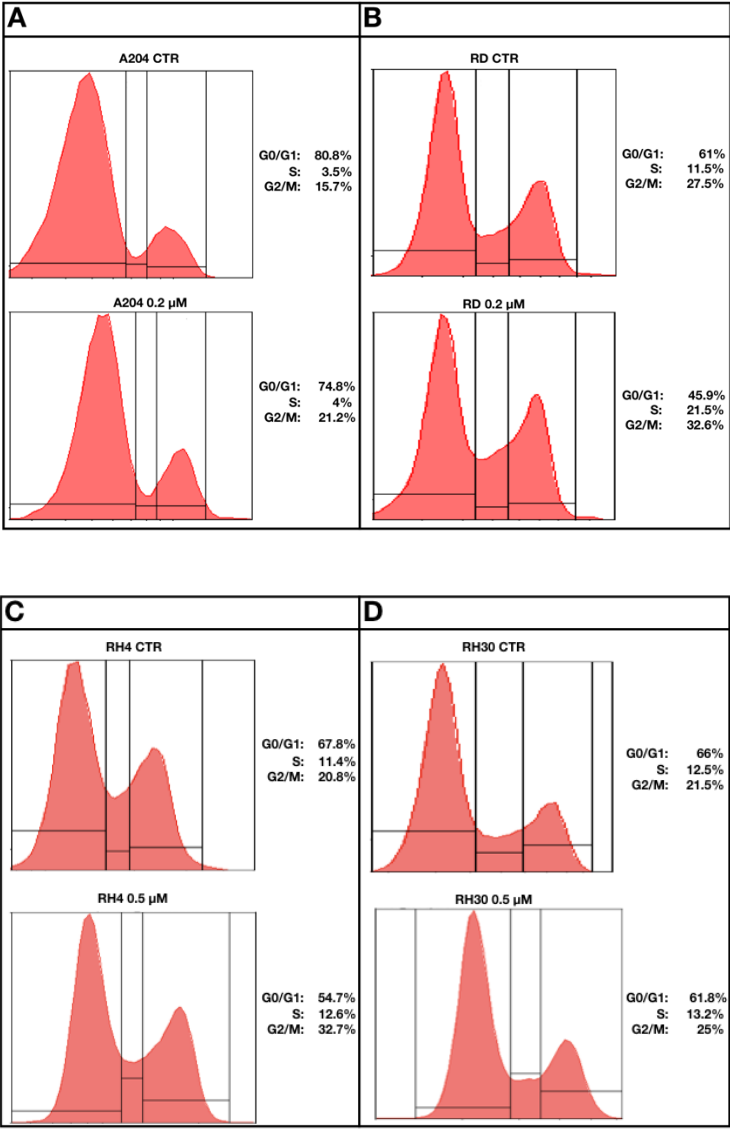 A
A204 CTR
G0/G1: 80.8%
S: 3.5%
G2/M: 15.7%
A204 0.2 µM
G0/G1: 74.8%
S: 4%
G2/M: 21.2%
B
RD CTR
G0/G1: 61%
S: 11.5%
G2/M: 27.5%
RD 0.2 µM
G0/G1: 45.9%
S: 21.5%
G2/M: 32.6%
C
RH4 CTR
G0/G1: 67.8%
S: 11.4%
G2/M: 20.8%
RH4 0.5 µM
G0/G1: 54.7%
S: 12.6%
G2/M: 32.7%
D
RH30 CTR
G0/G1: 66%
S: 12.5%
G2/M: 21.5%
RH30 0.5 µM
G0/G1: 61.8%
S: 13.2%
G2/M: 25%